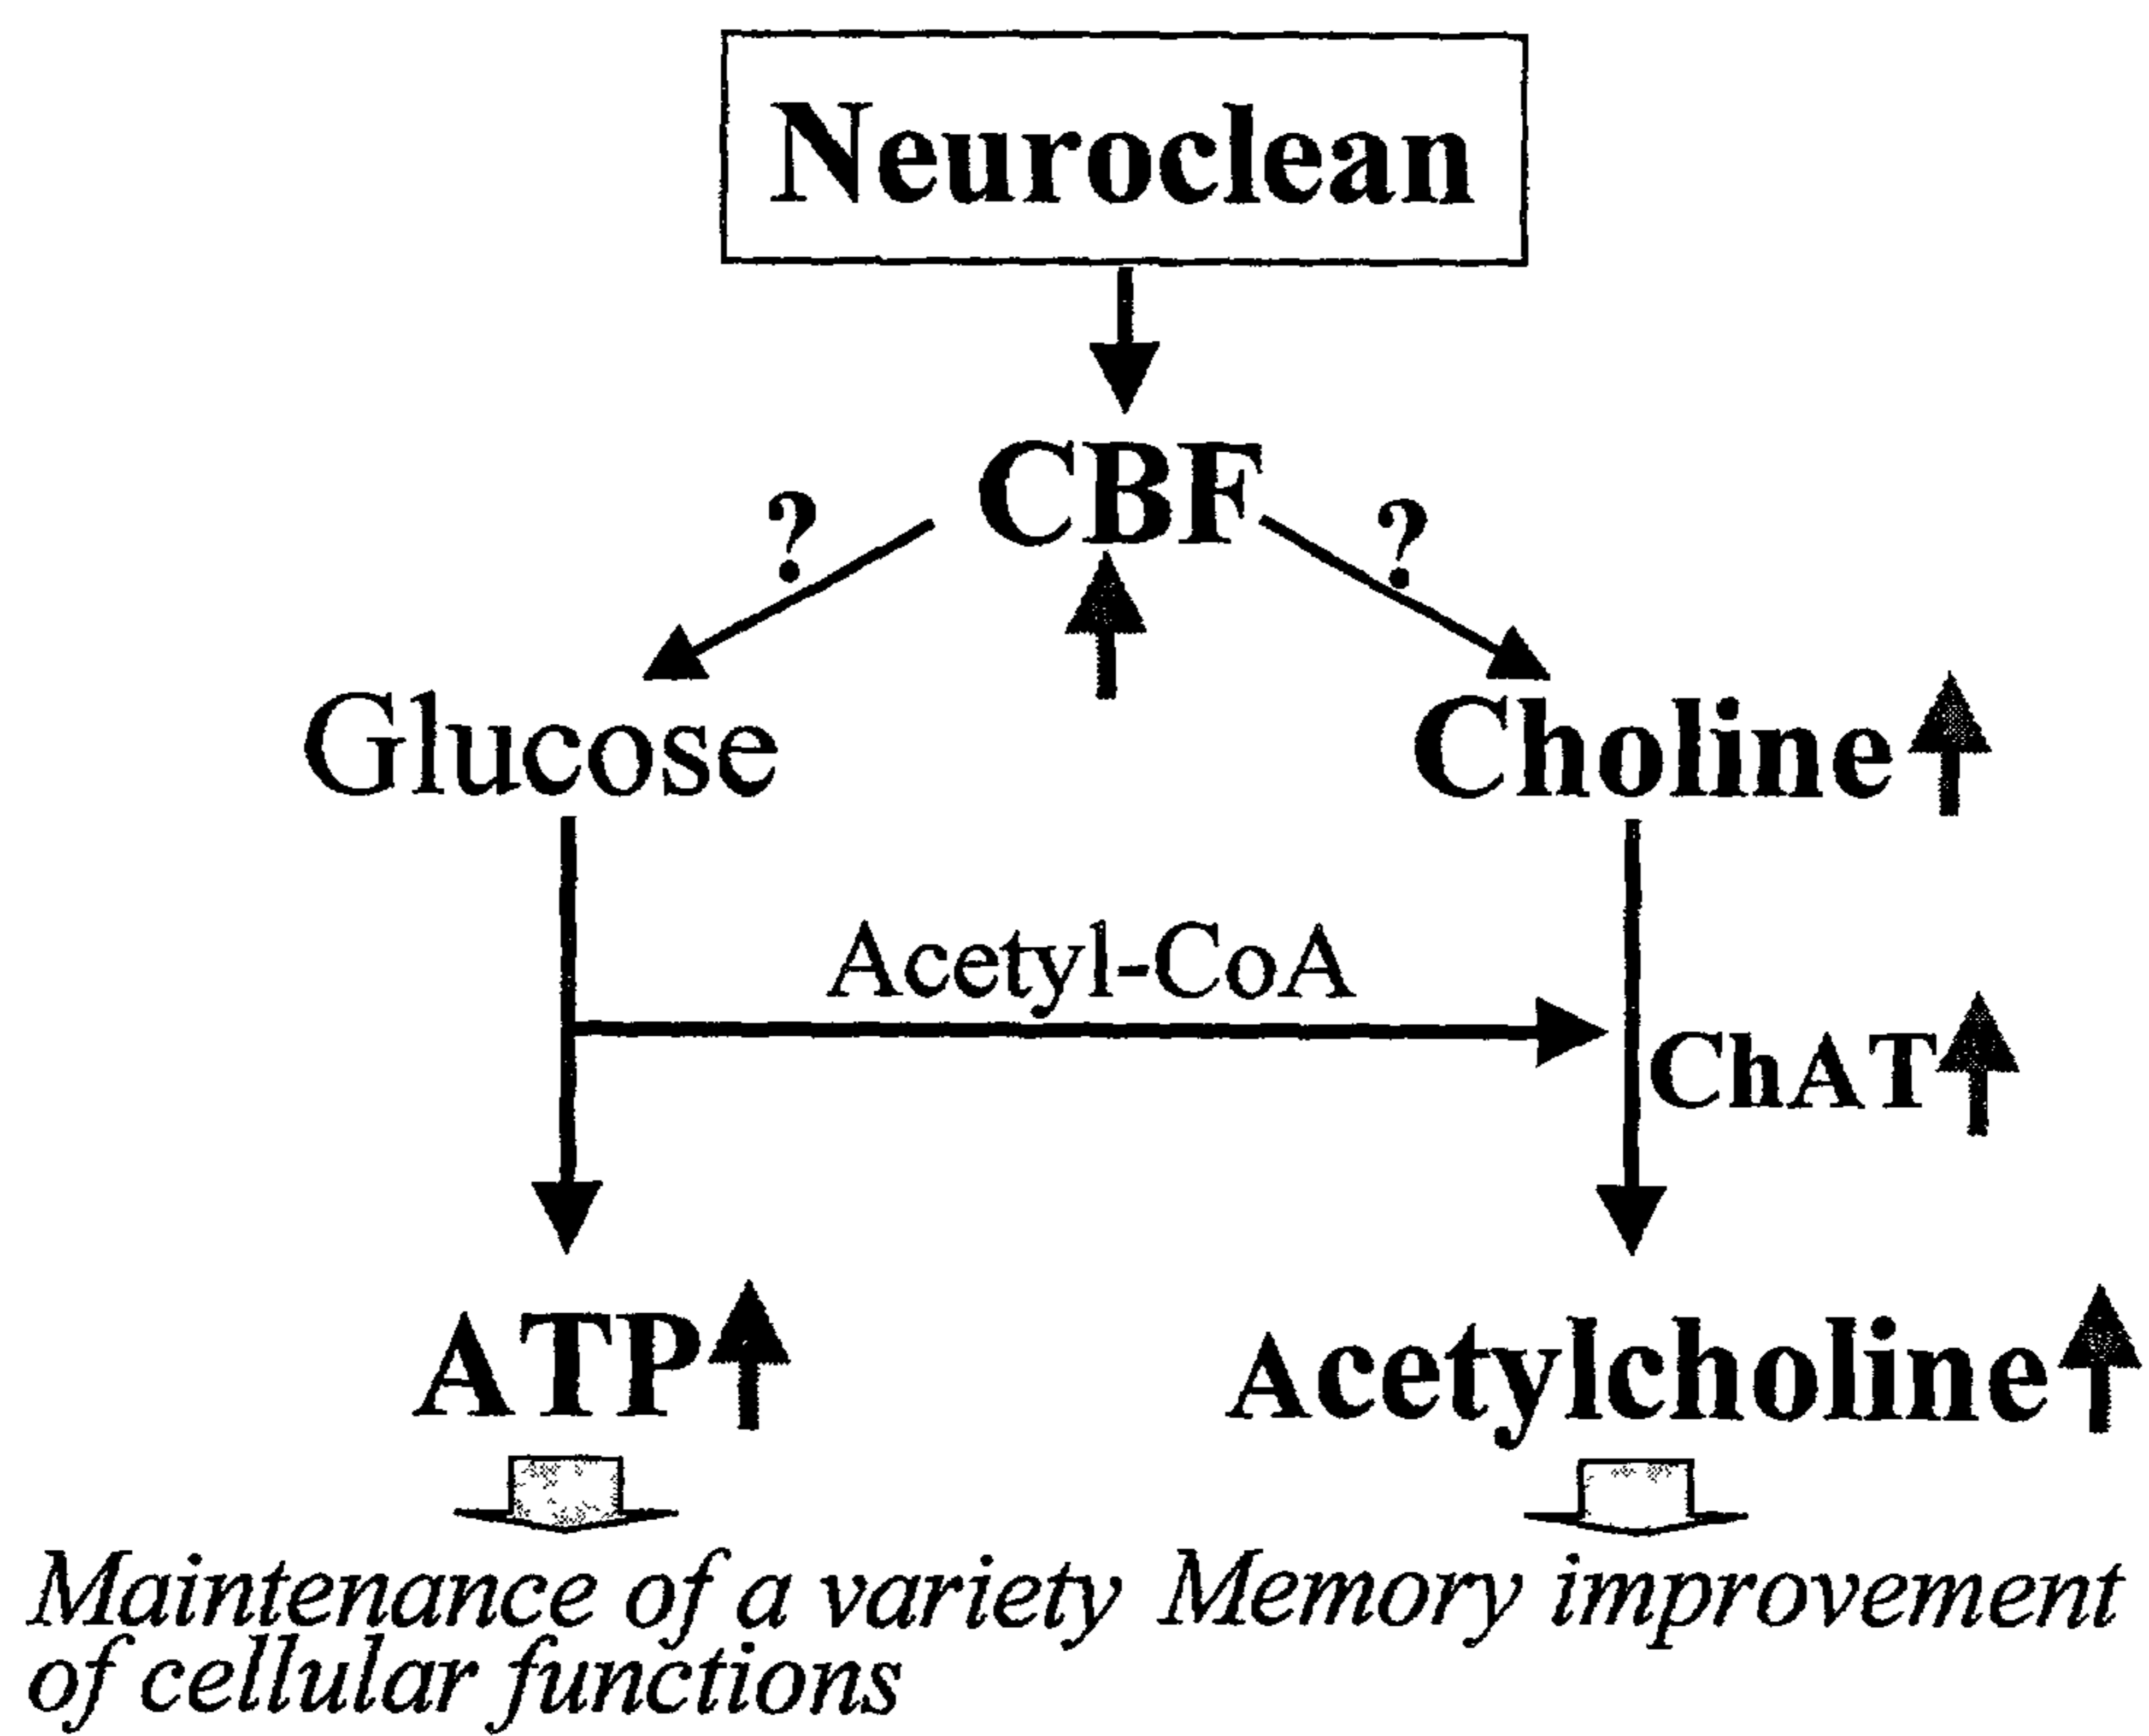 Neuroclean
CBF
? ?
Glucose Choline
Acetyl-CoA
ChAT
ATP Acetylcholine
Maintenance of a variety Memory improvement
of cellular functions